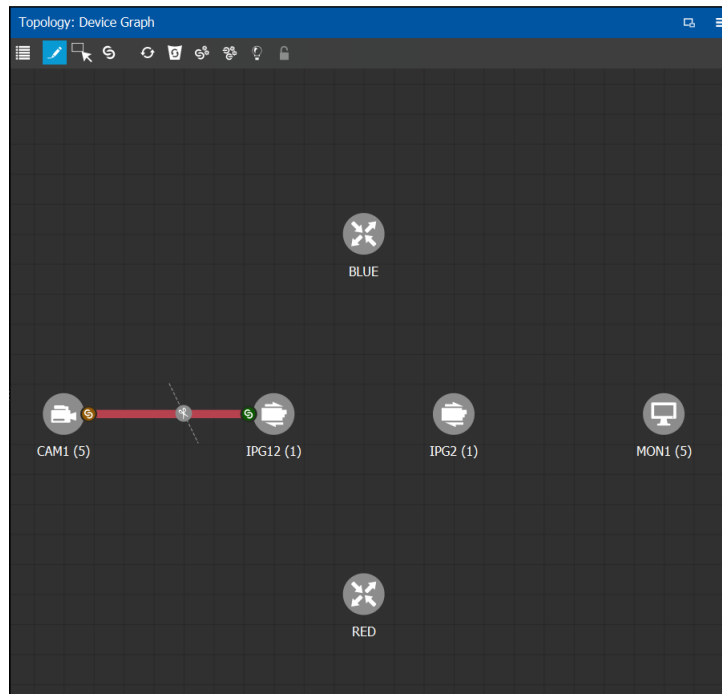 Topology: Device Graph
BLUE
CAM1 (5)
IPG12 (1)
IPG2 (1)
MON1 (5)
RED